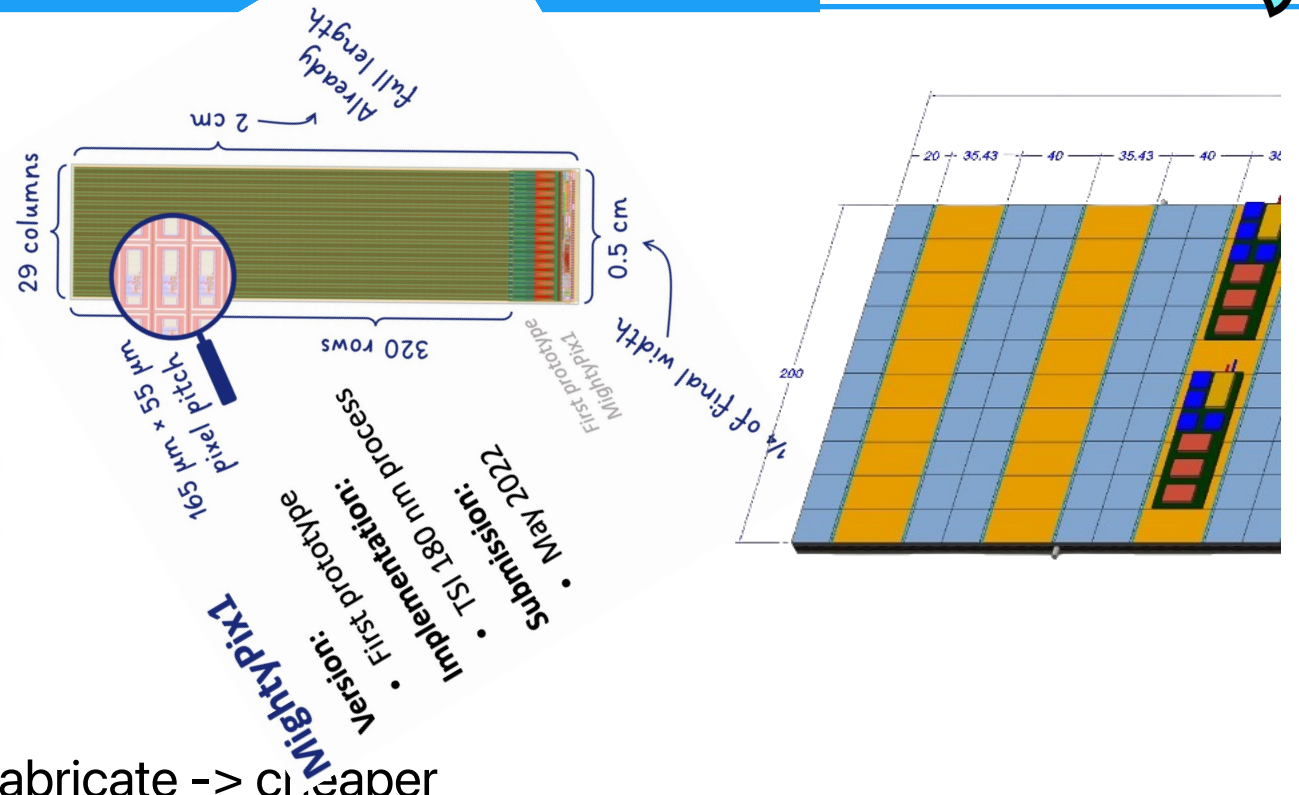 Already
full length
2 cm
29 columns
0.5 cm
320 rows
165 µm × 55 µm
pixel pitch
First prototype
MightyPix1
1/4 of final width
MightyPix1
Version:
• First prototype
Implementation:
• TSI 180 nm process
Submission:
• May 2022
20 35.43 40 35.43 40
200
abricate -> cheaper